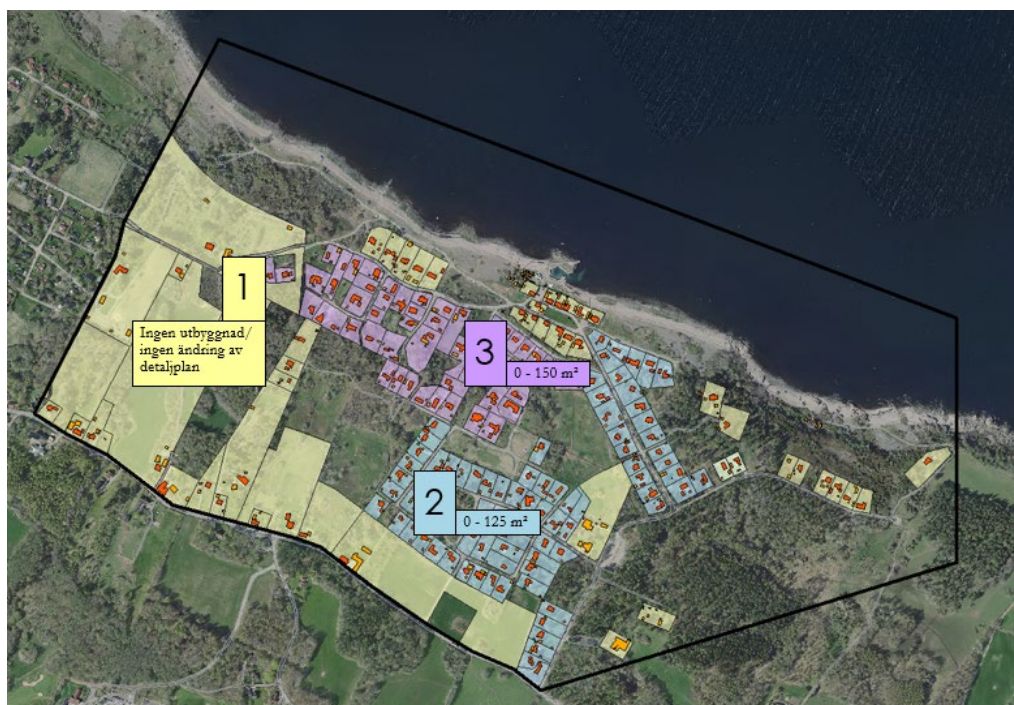 1
Ingen utbyggnad/
ingen ändring av
detaljplan
3
0 - 150 m²
2
0 - 125 m²